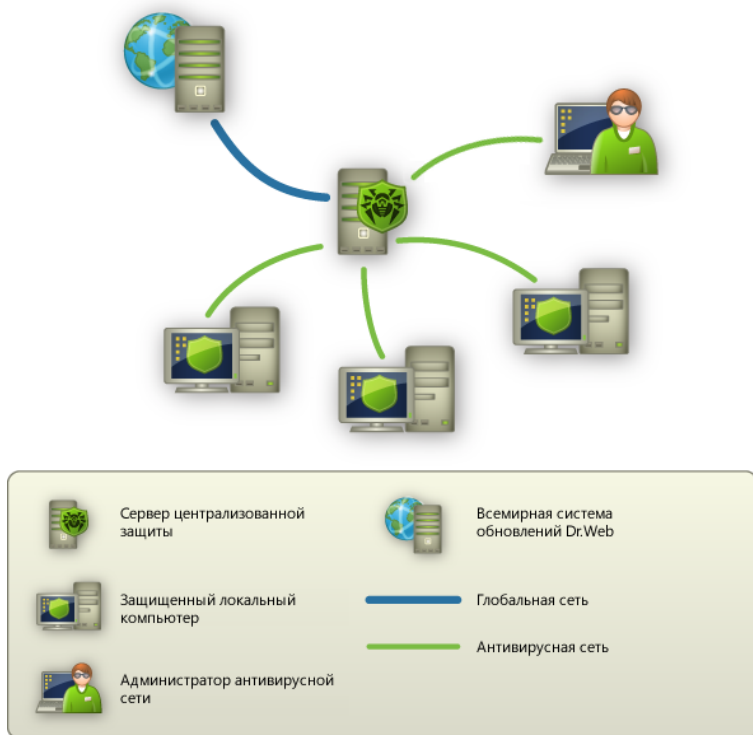 Сервер централизованной
защиты
Всемирная система
обновлений Dr.Web
Защищенный локальный
компьютер
Глобальная сеть
Антивирусная сеть
Администратор антивирусной
сети